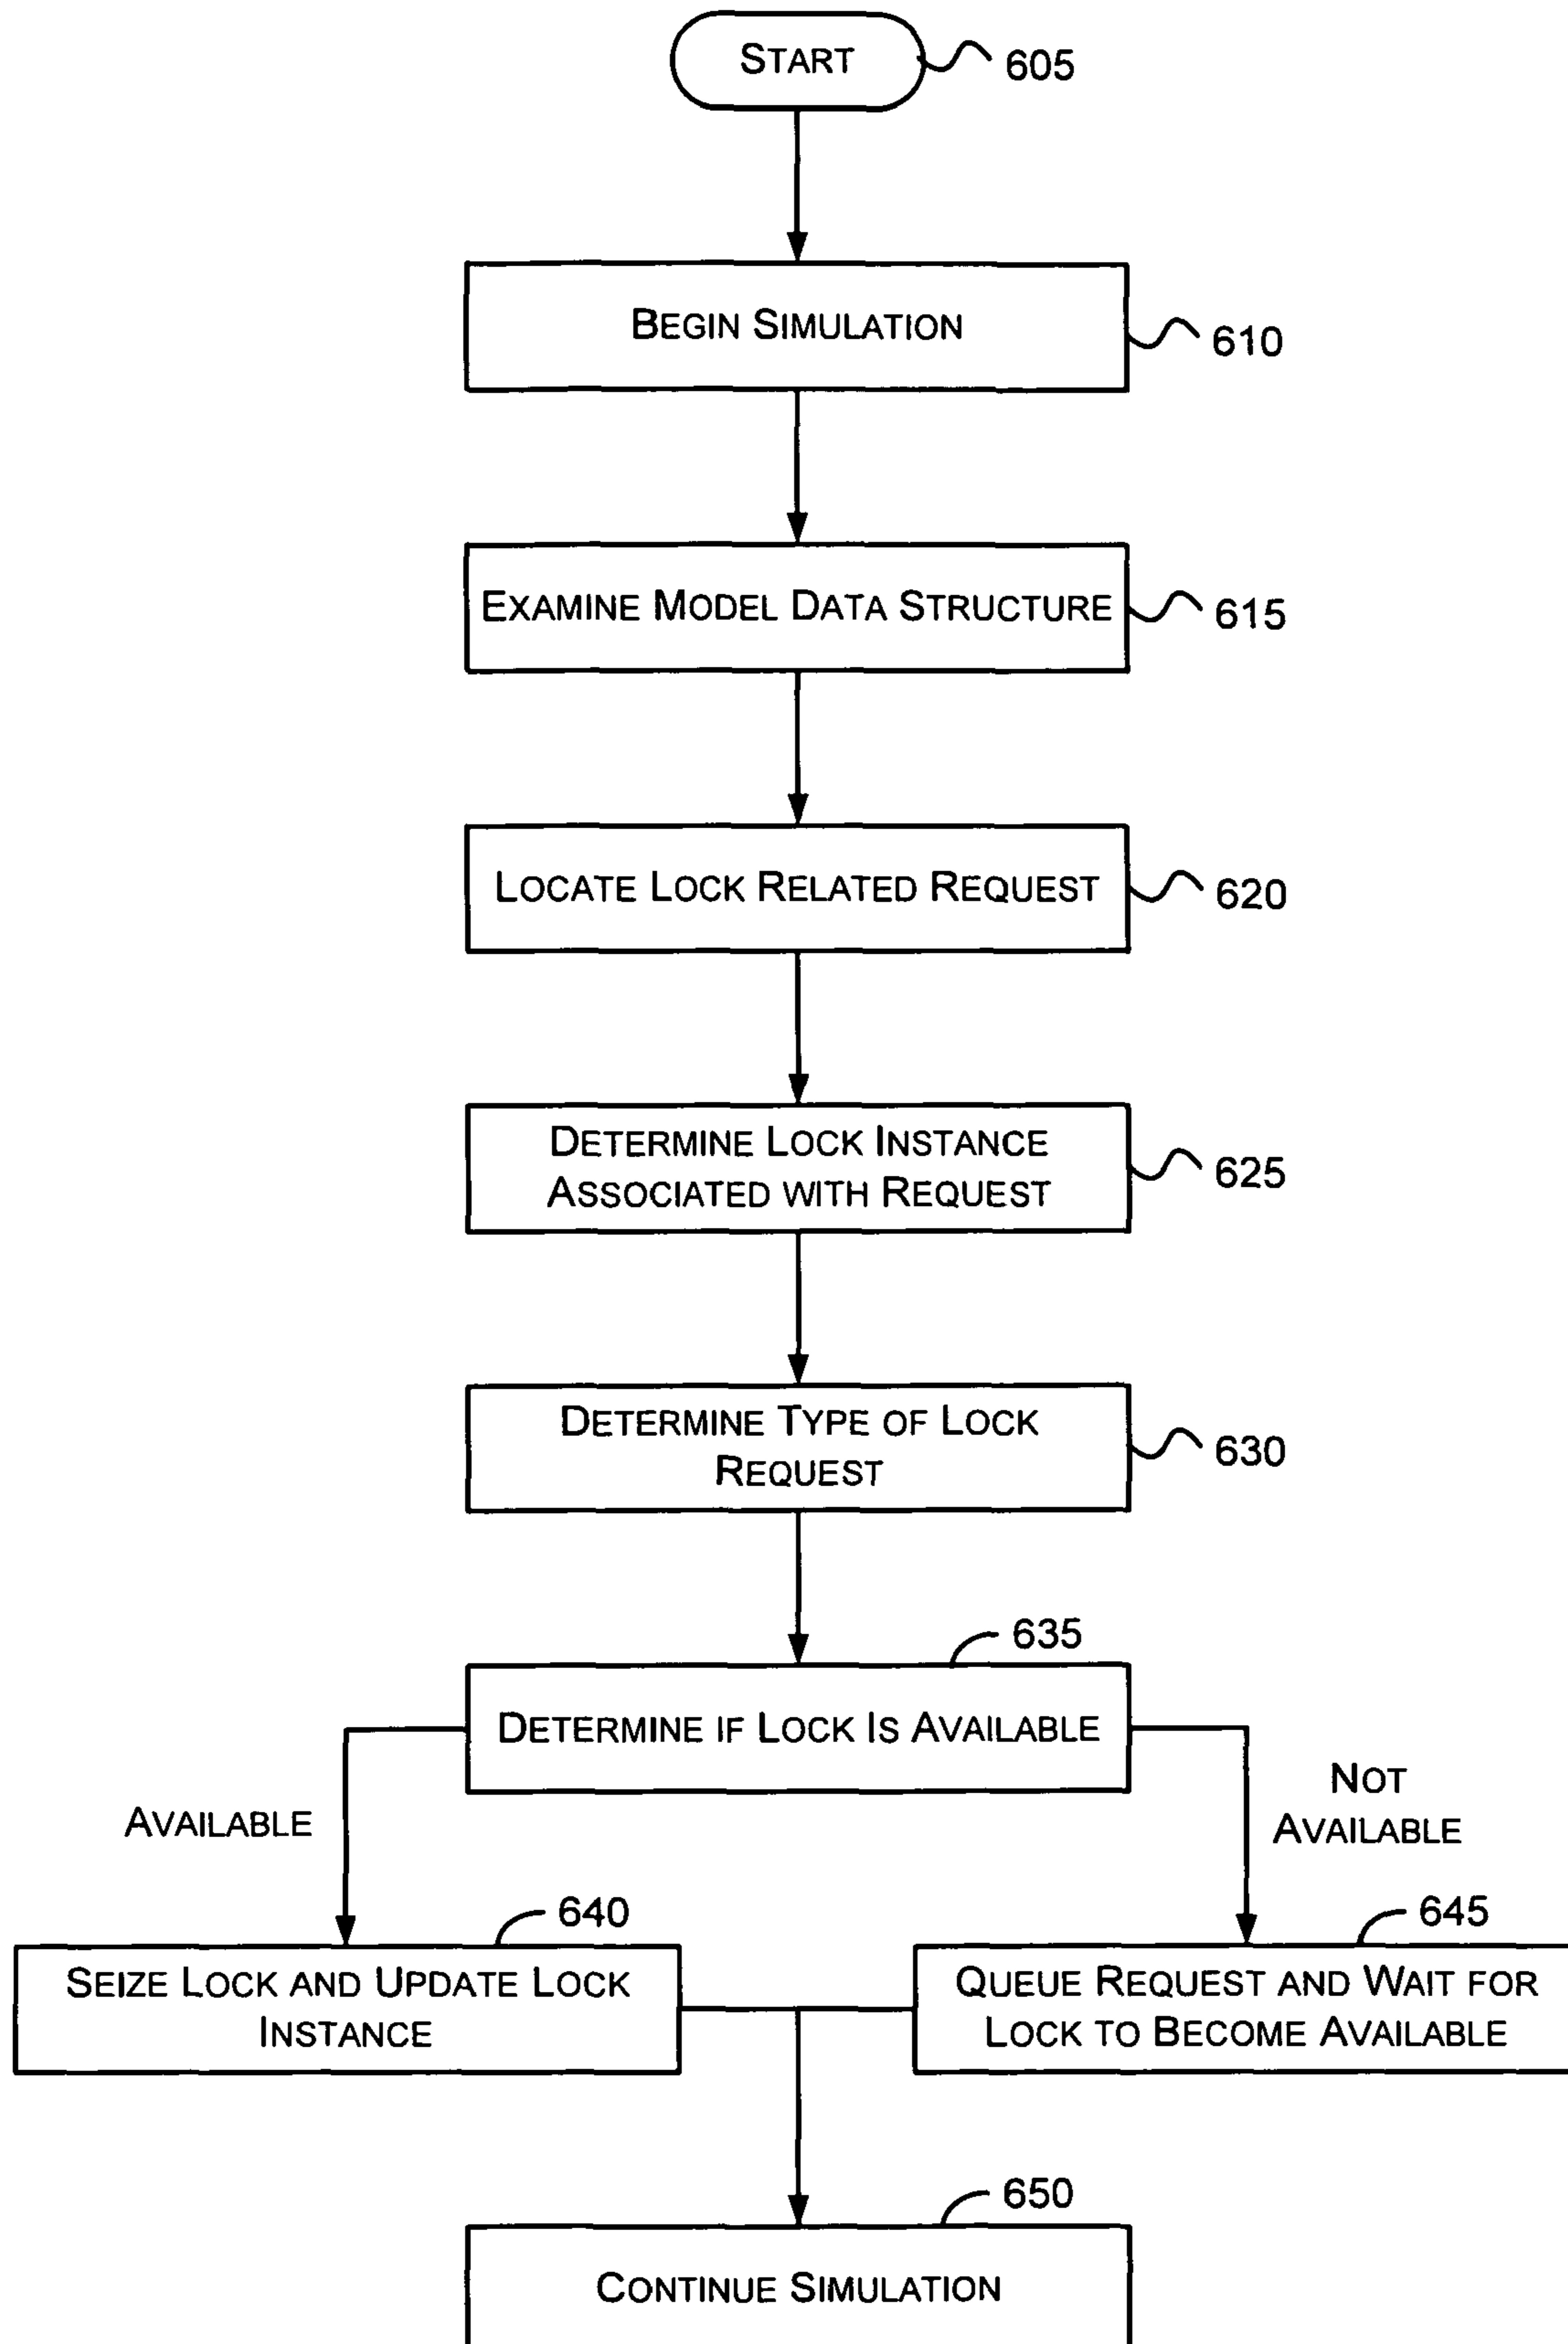 START
605
BEGIN SIMULATION
610
EXAMINE MODEL DATA STRUCTURE
615
LOCATE LOCK RELATED REQUEST
620
DETERMINE LOCK INSTANCE
ASSOCIATED WITH REQUEST
625
DETERMINE TYPE OF LOCK
REQUEST
630
635
DETERMINE IF LOCK IS AVAILABLE
AVAILABLE
NOT
AVAILABLE
640
SEIZE LOCK AND UPDATE LOCK
INSTANCE
645
QUEUE REQUEST AND WAIT FOR
LOCK TO BECOME AVAILABLE
650
CONTINUE SIMULATION